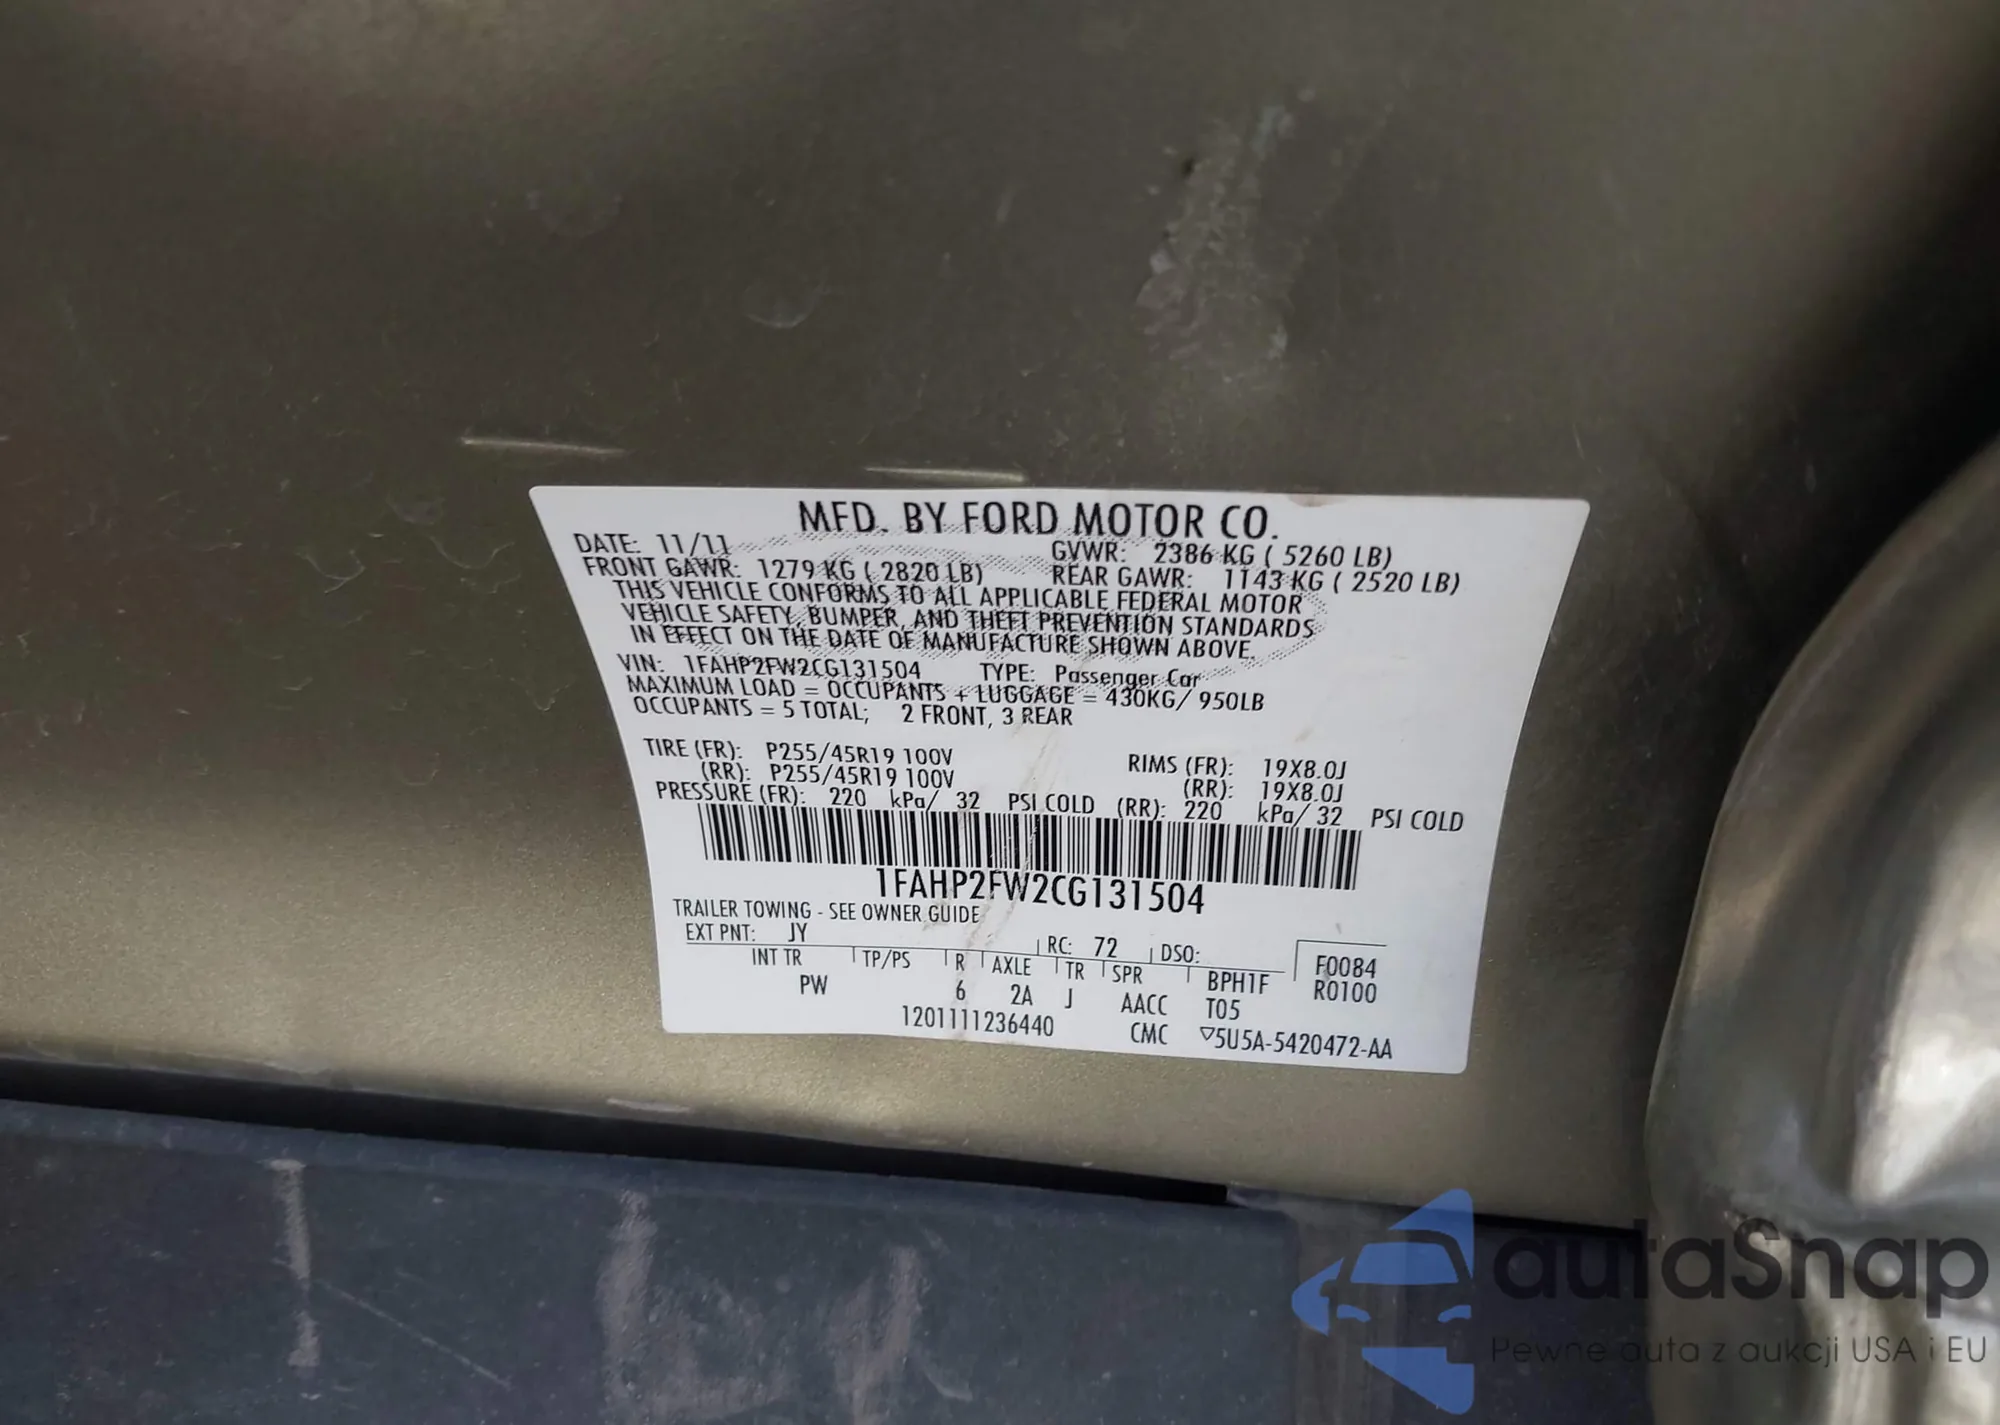 MFD. BY FORD MOTOR CO.
DATE: 11/11 GVWR: 2386 KG ( 5260 LB)
FRONT GAWR: 1279 KG ( 2820 LB) REAR GAWR: 1143 KG ( 2520 LB)
THIS VEHICLE CONFORMS TO ALL APPLICABLE FEDERAL MOTOR
VEHICLE SAFETY, BUMPER, AND THEFT PREVENTION STANDARDS
IN EFFECT ON THE DATE OF MANUFACTURE SHOWN ABOVE.
VIN: 1FAHP2FW2CG131504 TYPE: Passenger Car
MAXIMUM LOAD = OCCUPANTS + LUGGAGE = 430KG/ 950LB
OCCUPANTS = 5 TOTAL; 2 FRONT, 3 REAR
TIRE (FR): P255/45R19 100V RIMS (FR): 19X8.0J
(RR): P255/45R19 100V (RR): 19X8.0J
PRESSURE (FR): 220 kPa/ 32 PSI COLD (RR): 220 kPa/ 32 PSI COLD
1FAHP2FW2CG131504
TRAILER TOWING - SEE OWNER GUIDE
EXT PNT: JY RC: 72 DSO: F0084
INT TR TP/PS R AXLE TR SPR BPH1F R0100
PW 6 2A J AACC T05
1201111236440 CMC ▽5U5A-5420472-AA
autaSnap
Pewne auta z aukcji USA i EU